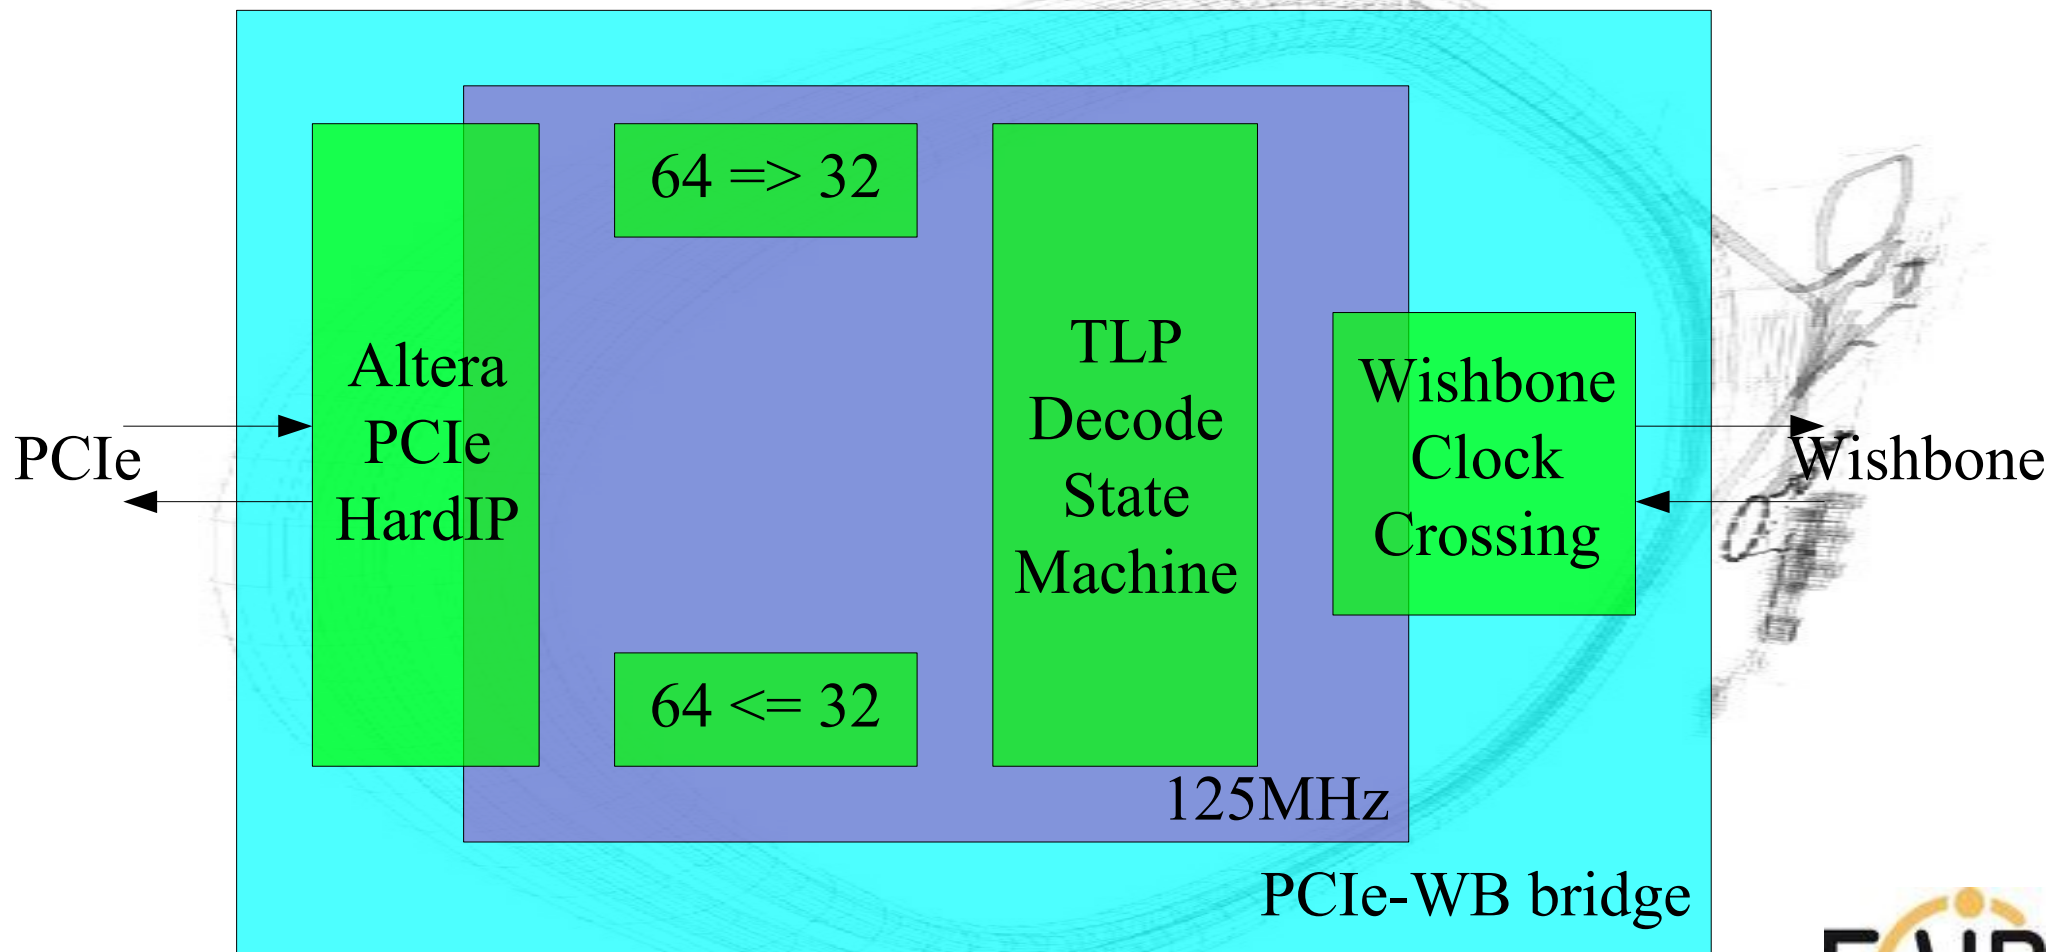 PCIe
Altera
PCIe
HardIP
64 => 32
64 <= 32
TLP
Decode
State
Machine
125MHz
Wishbone
Clock
Crossing
Wishbone
PCIe-WB bridge